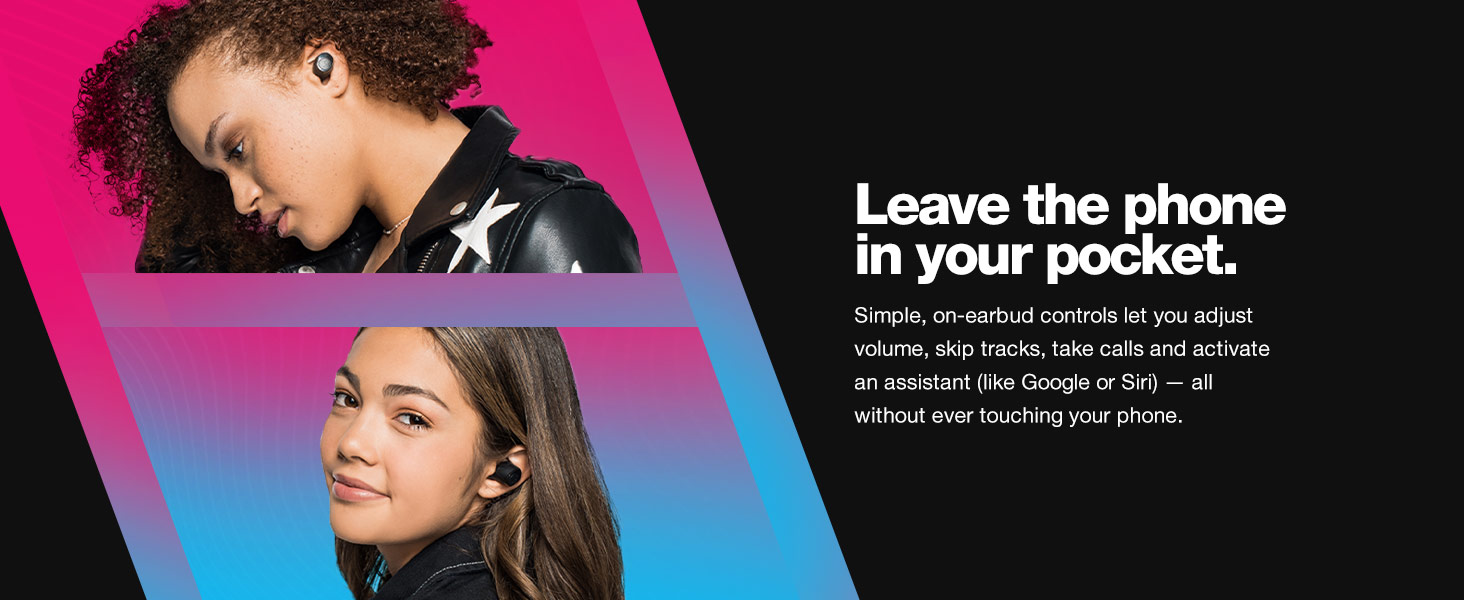 Leave the phone
in your pocket.
Simple, on-earbud controls let you adjust
volume, skip tracks, take calls and activate
an assistant (like Google or Siri) — all
without ever touching your phone.